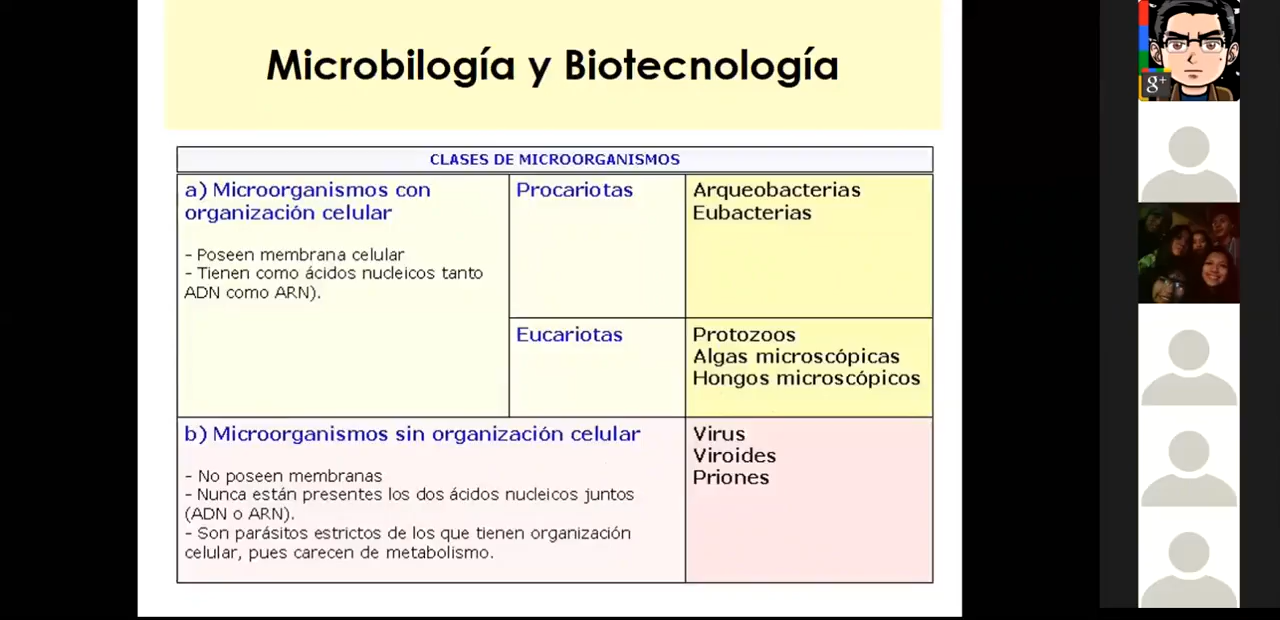 Microbilogía y Biotecnología
CLASES DE MICROORGANISMOS
a) Microorganismos con
organización celular
- Poseen membrana celular
- Tienen como ácidos nucleicos tanto
ADN como ARN).
Procariotas
Arqueobacterias
Eubacterias
Eucariotas
Protozoos
Algas microscópicas
Hongos microscópicos
b) Microorganismos sin organización celular
- No poseen membranas
- Nunca están presentes los dos ácidos nucleicos juntos
(ADN o ARN).
- Son parásitos estrictos de los que tienen organización
celular, pues carecen de metabolismo.
Virus
Viroides
Priones
g+